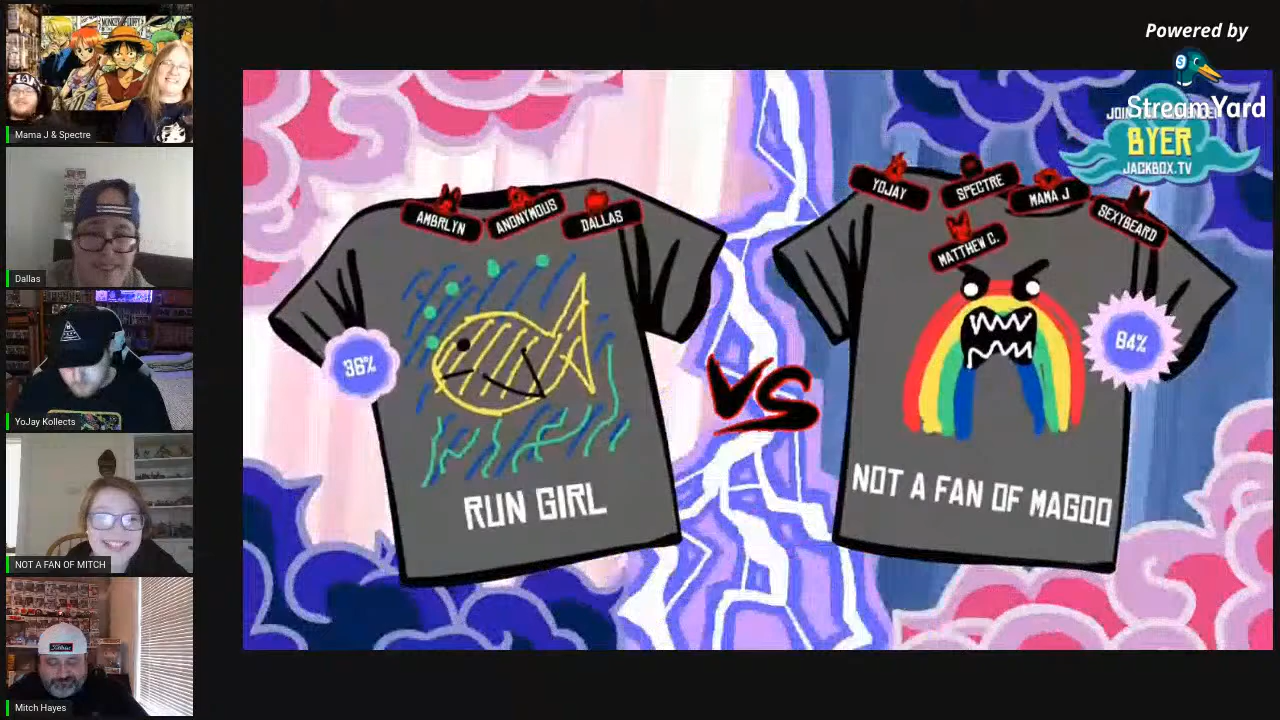 Powered by
StreamYard
BYER
JACKBOX.TV
Mama J & Spectre
Dallas
YoJay Kollects
NOT A FAN OF MITCH
Mitch Hayes
AMBRLYN
ANONYMOUS
DALLAS
36%
RUN GIRL
VS
YOJAY
SPECTRE
MAMA J
SEXYBEARD
MATTHEW C.
64%
NOT A FAN OF MAGOO